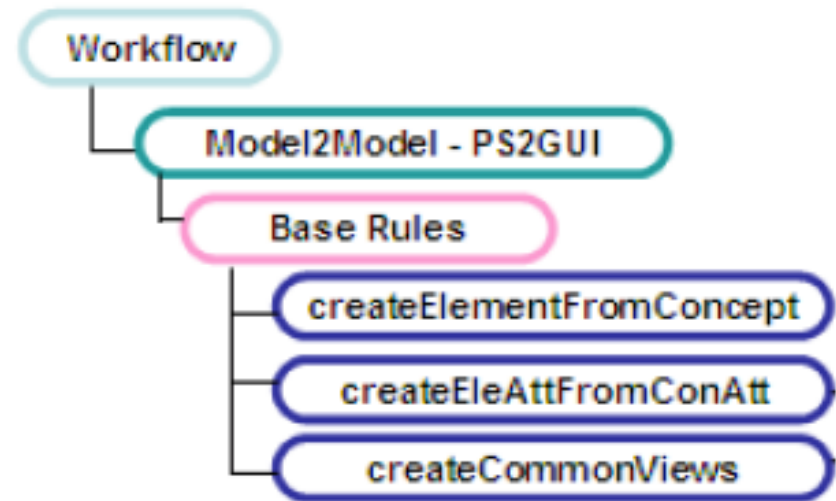 Workflow
Model2Model - PS2GUI
Base Rules
createElementFromConcept
createEleAttFromConAtt
createCommonViews